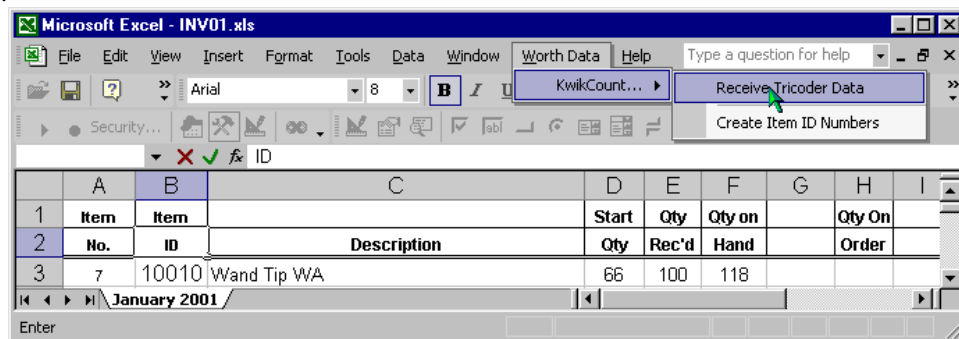 Microsoft Excel - INV01.xls
File Edit View Insert Format Tools Data Window Worth Data Help Type a question for help
Arial 8 B I U KwikCount... Receive Tricoder Data
Security... ab| Create Item ID Numbers
fx ID
A B C D E F G H I
1 Item Item Start Qty Qty on Qty On
2 No. ID Description Qty Rec'd Hand Order
3 7 10010 Wand Tip WA 66 100 118
January 2001
Enter